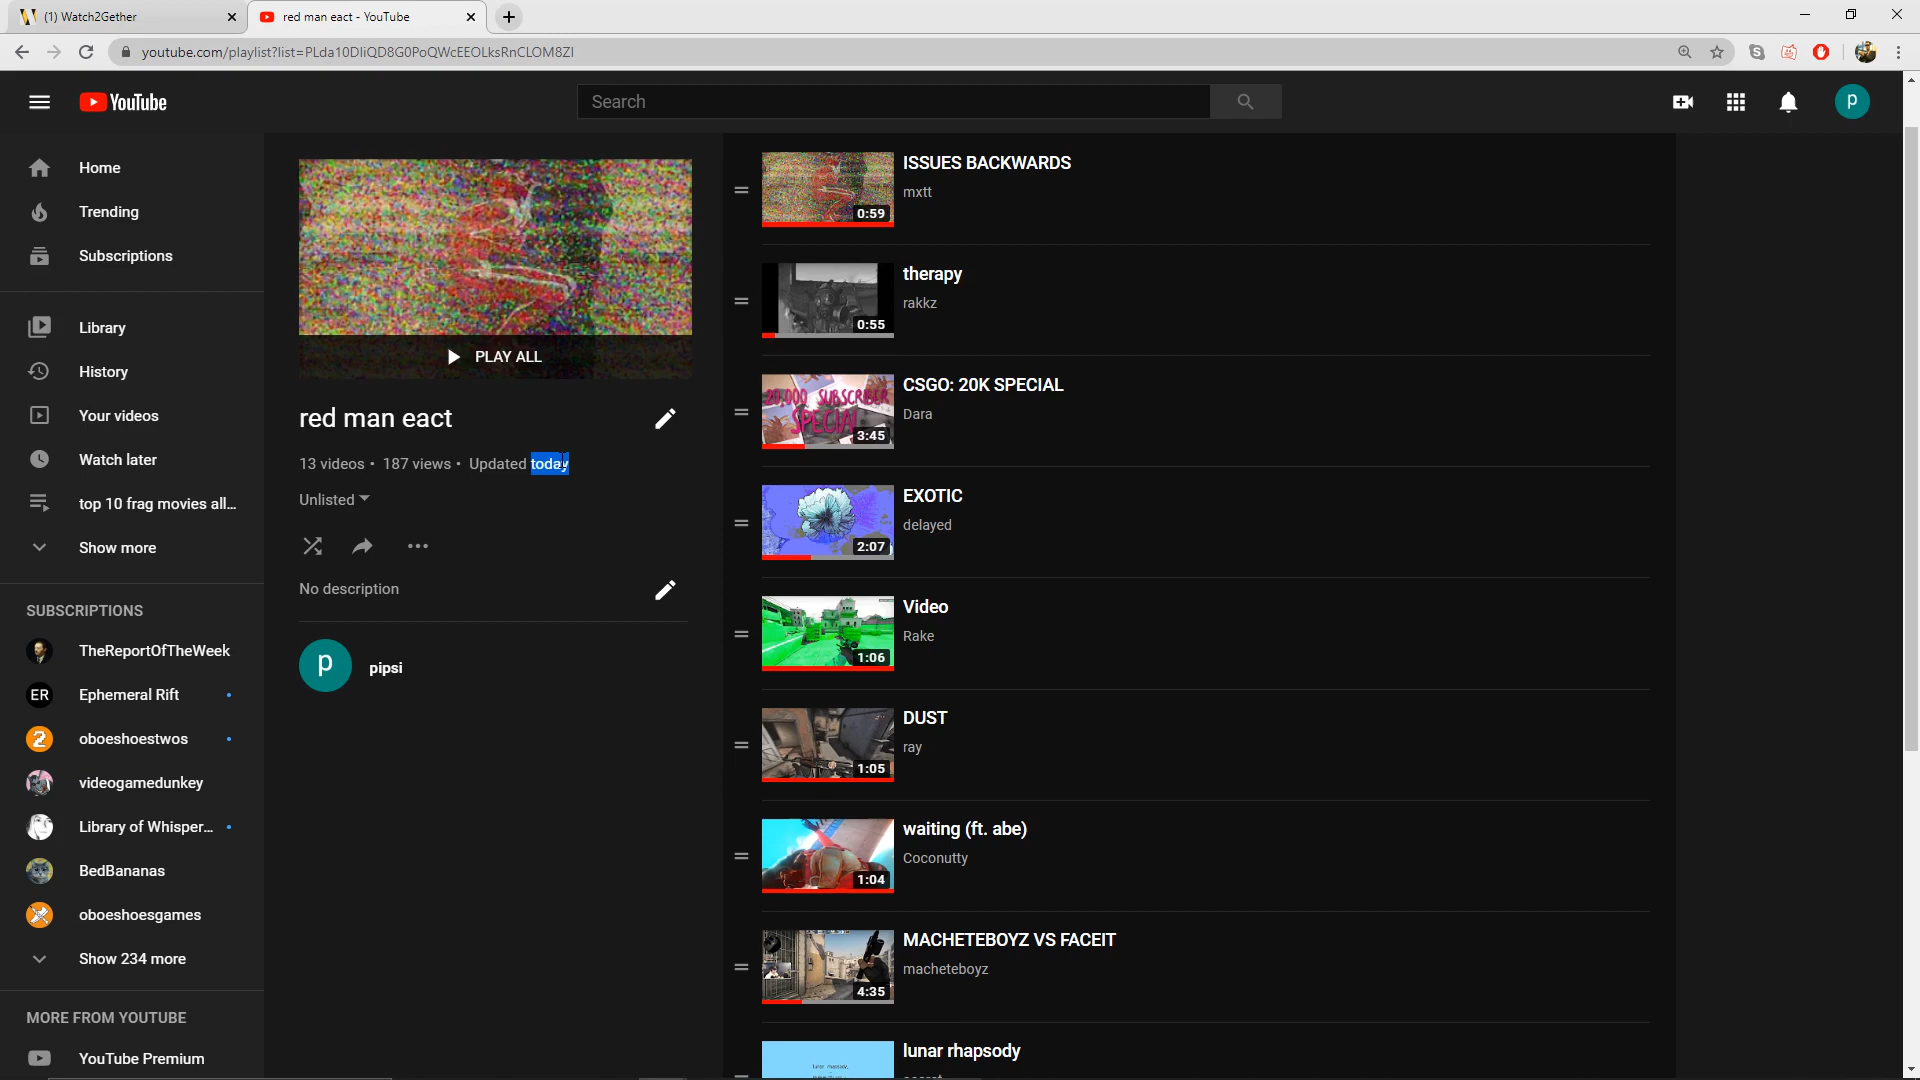 (1) Watch2Gether
red man eact - YouTube
youtube.com/playlist?list=PLda10DIiQD8G0PoQWcEEOLksRnCLOM8ZI
YouTube
Search
p
Home
Trending
Subscriptions
Library
History
Your videos
Watch later
top 10 frag movies all...
Show more
SUBSCRIPTIONS
TheReportOfTheWeek
ER Ephemeral Rift
2 oboeshoestwos
videogamedunkey
Library of Whisper...
BedBananas
oboeshoesgames
Show 234 more
MORE FROM YOUTUBE
YouTube Premium
PLAY ALL
red man eact
13 videos • 187 views • Updated today
Unlisted
No description
p pipsi
ISSUES BACKWARDS
mxtt
0:59
therapy
rakkz
0:55
20,000 SUBSCRIBER
SPECIAL
CSGO: 20K SPECIAL
Dara
3:45
EXOTIC
delayed
2:07
Video
Rake
1:06
DUST
ray
1:05
waiting (ft. abe)
Coconutty
1:04
MACHETEBOYZ VS FACEIT
macheteboyz
4:35
lunar rhapsody